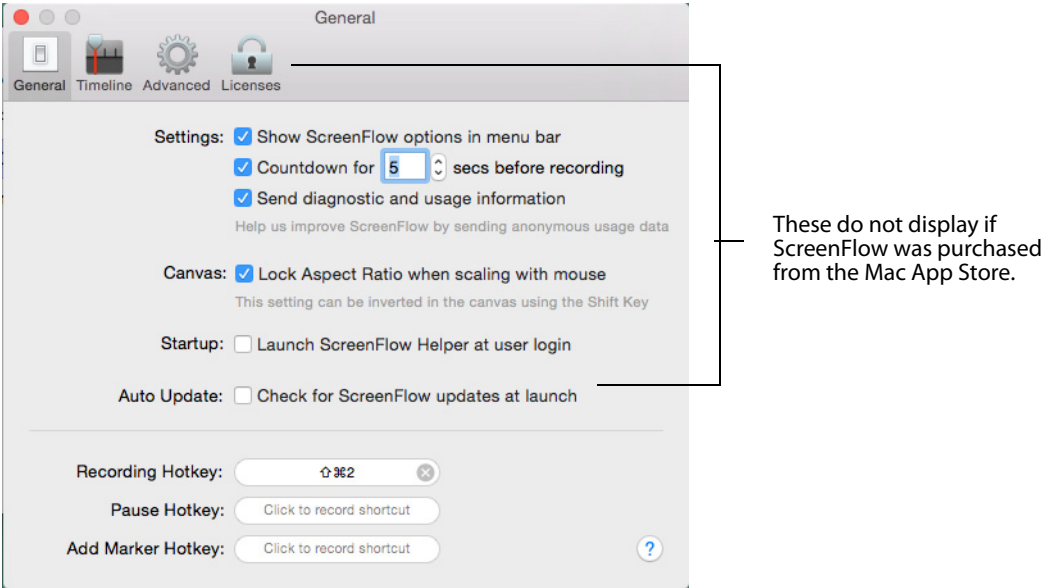 General
General Timeline Advanced Licenses
Settings: Show ScreenFlow options in menu bar
Countdown for 5 secs before recording
Send diagnostic and usage information
Help us improve ScreenFlow by sending anonymous usage data
Canvas: Lock Aspect Ratio when scaling with mouse
This setting can be inverted in the canvas using the Shift Key
Startup: Launch ScreenFlow Helper at user login
Auto Update: Check for ScreenFlow updates at launch
Recording Hotkey: ⇧⌘2
Pause Hotkey: Click to record shortcut
Add Marker Hotkey: Click to record shortcut
?
These do not display if
ScreenFlow was purchased
from the Mac App Store.